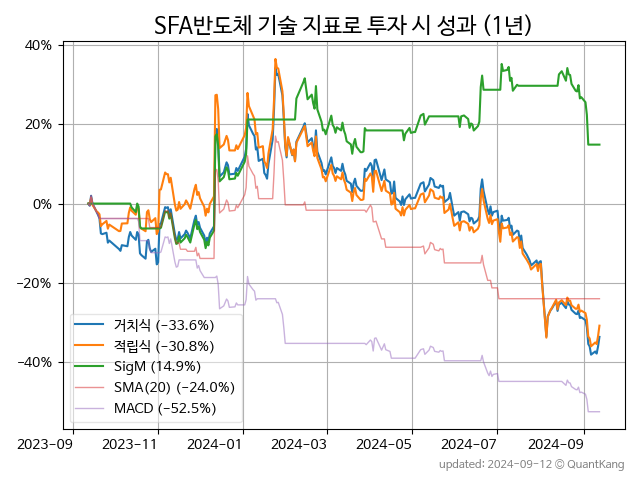 SFA반도체 기술 지표로 투자 시 성과 (1년)
40%
20%
0%
−20%
−40%
거치식 (−33.6%)
적립식 (−30.8%)
SigM (14.9%)
SMA(20) (−24.0%)
MACD (−52.5%)
2023-09
2023-11
2024-01
2024-03
2024-05
2024-07
2024-09
updated: 2024-09-12 © QuantKang